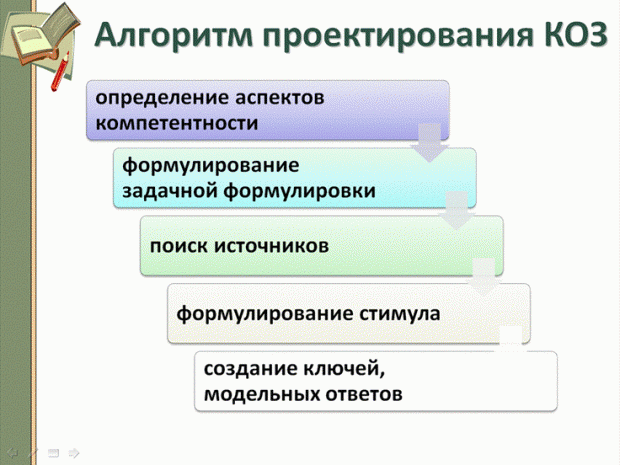 Алгоритм проектирования КОЗ
определение аспектов
компетентности
формулирование
задачной формулировки
поиск источников
формулирование стимула
создание ключей,
модельных ответов